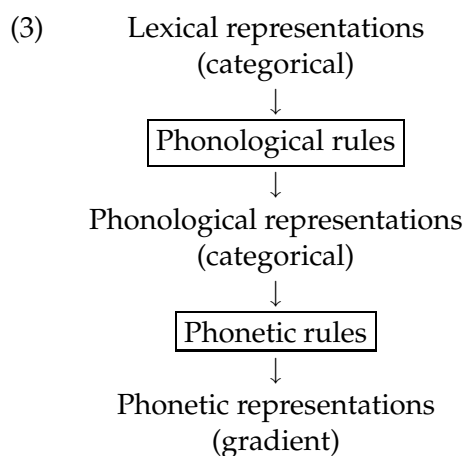 (3) Lexical representations
(categorical)
↓
Phonological rules
↓
Phonological representations
(categorical)
↓
Phonetic rules
↓
Phonetic representations
(gradient)